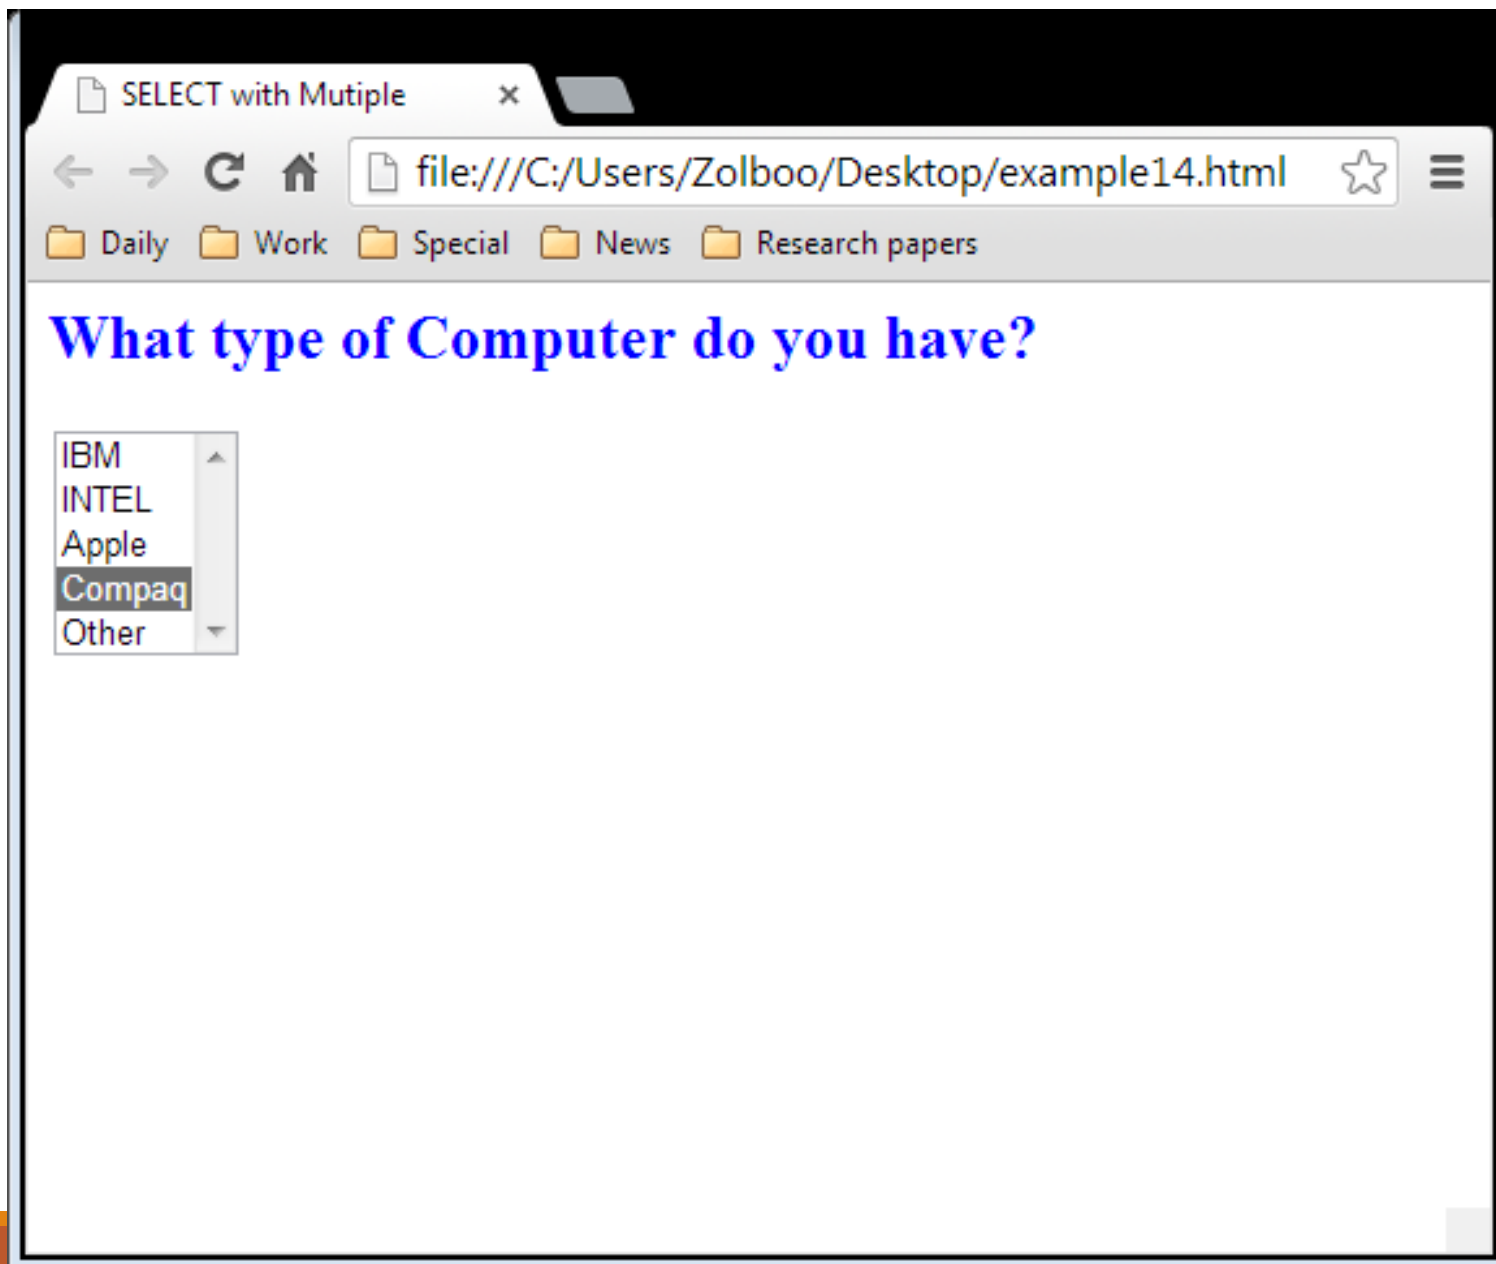 SELECT with Mutiple
file:///C:/Users/Zolboo/Desktop/example14.html
Daily Work Special News Research papers
What type of Computer do you have?
IBM
INTEL
Apple
Compaq
Other